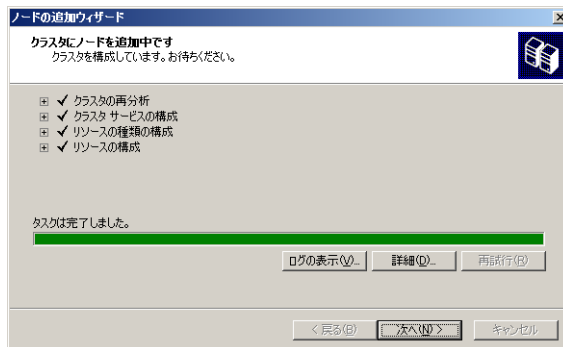 ノードの追加ウィザード
クラスタにノードを追加中です
クラスタを構成しています。お待ちください。
クラスタの再分析
クラスタ サービスの構成
リソースの種類の構成
リソースの構成
タスクは完了しました。
ログの表示(V)... 詳細(D)... 再試行(R)
< 戻る(B) 次へ(N) > キャンセル